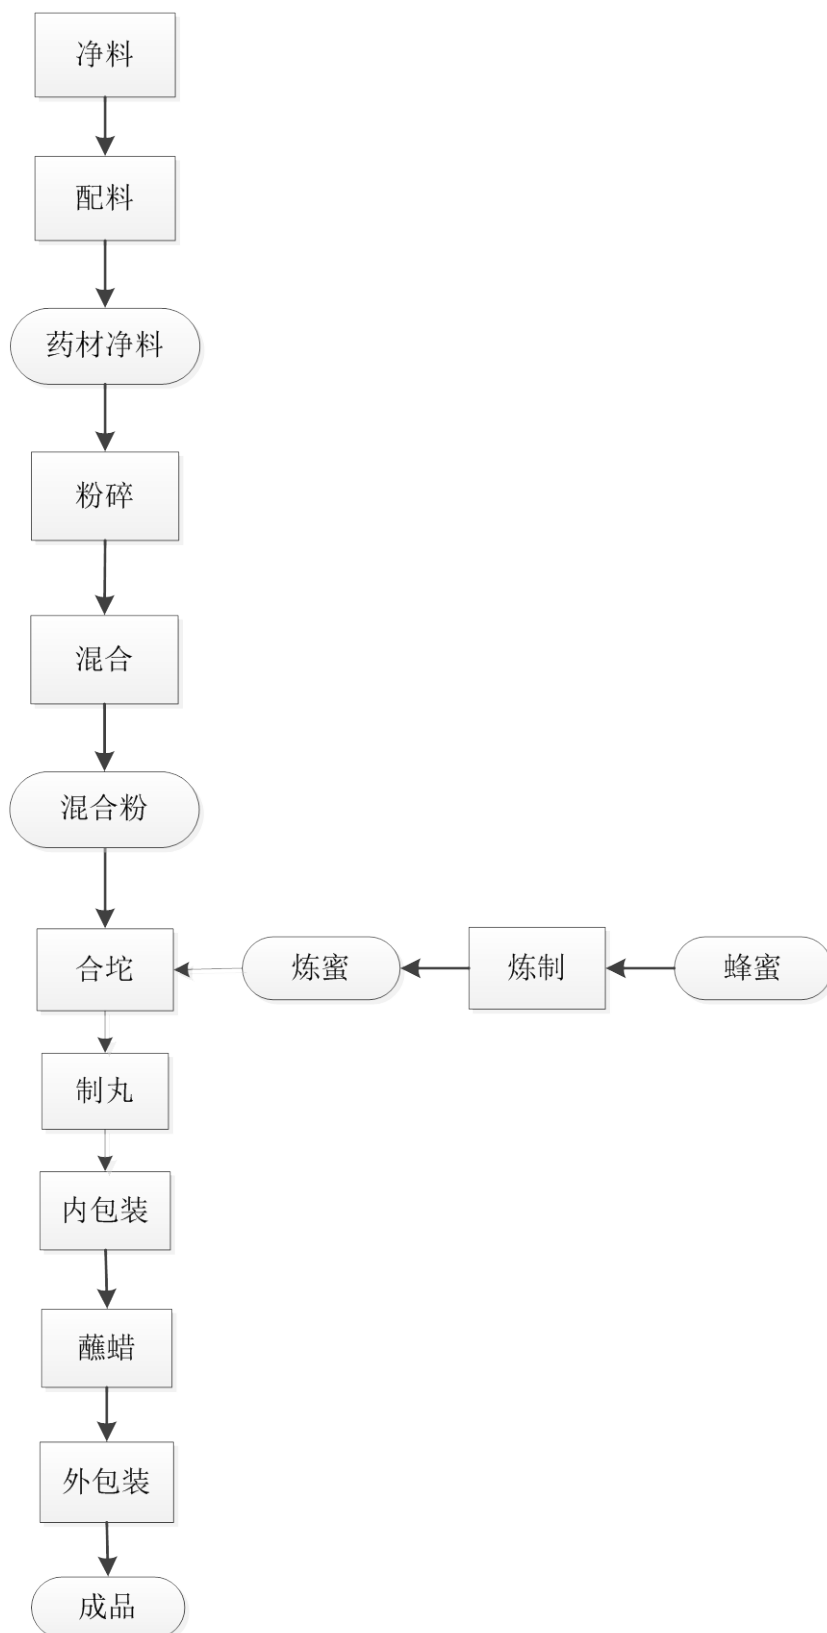 净料
配料
药材净料
粉碎
混合
混合粉
合坨
炼蜜
炼制
蜂蜜
制丸
内包装
蘸蜡
外包装
成品